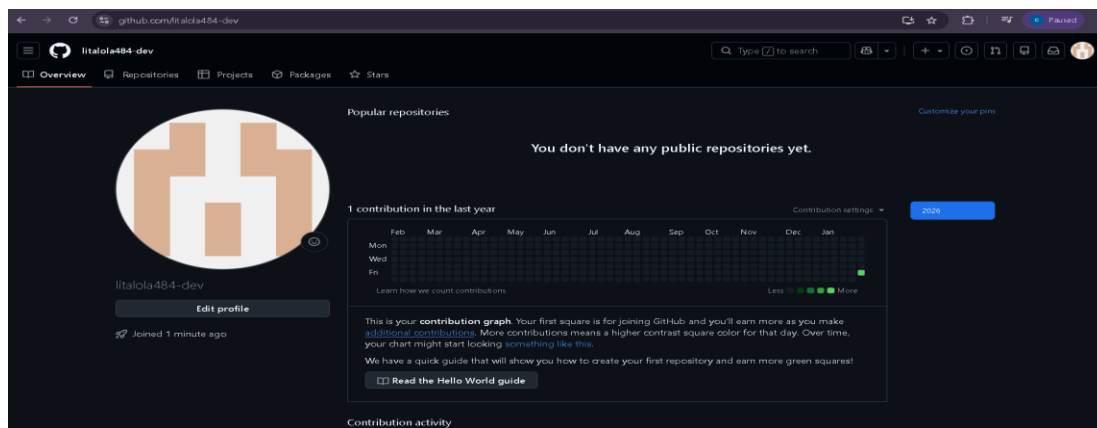 github.com/litalola484-dev
Paused
litalola484-dev
Type / to search
Overview Repositories Projects Packages Stars
Popular repositories
Customize your pins
You don't have any public repositories yet.
1 contribution in the last year
Contribution settings
2026
Feb Mar Apr May Jun Jul Aug Sep Oct Nov Dec Jan
Mon
Wed
Fri
Learn how we count contributions
Less More
litalola484-dev
Edit profile
Joined 1 minute ago
This is your contribution graph. Your first square is for joining GitHub and you'll earn more as you make
additional contributions. More contributions means a higher contrast square color for that day. Over time,
your chart might start looking something like this.
We have a quick guide that will show you how to create your first repository and earn more green squares!
Read the Hello World guide
Contribution activity